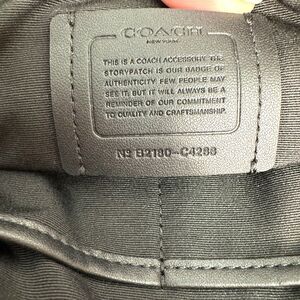 COACH
NEW YORK
THIS IS A COACH ACCESSORY. THE
STORYPATCH IS OUR BADGE OF
AUTHENTICITY. FEW PEOPLE MAY
SEE IT, BUT IT WILL ALWAYS BE A
REMINDER OF OUR COMMITMENT
TO QUALITY AND CRAFTSMANSHIP.
Nº B2180-C4288